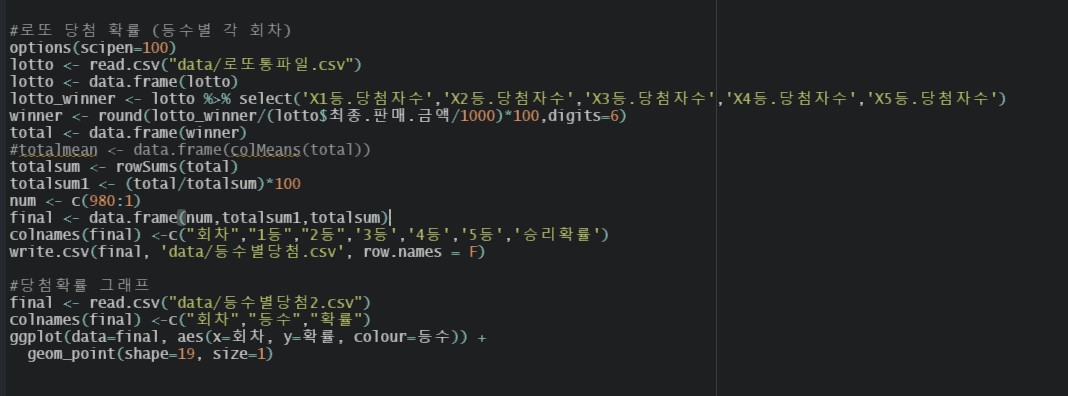 #로또 당첨 확률 (등수별 각 회차)
options(scipen=100)
lotto <- read.csv("data/로또통파일.csv")
lotto <- data.frame(lotto)
lotto_winner <- lotto %>% select('X1등.당첨자수','X2등.당첨자수','X3등.당첨자수','X4등.당첨자수','X5등.당첨자수')
winner <- round(lotto_winner/(lotto$최종.판매.금액/1000)*100,digits=6)
total <- data.frame(winner)
#totalmean <- data.frame(colMeans(total))
totalsum <- rowSums(total)
totalsum1 <- (total/totalsum)*100
num <- c(980:1)
final <- data.frame(num,totalsum1,totalsum)
colnames(final) <-c("회차","1등","2등",'3등','4등','5등','승리확률')
write.csv(final, 'data/등수별당첨.csv', row.names = F)
#당첨확률 그래프
final <- read.csv("data/등수별당첨2.csv")
colnames(final) <-c("회차","등수","확률")
ggplot(data=final, aes(x=회차, y=확률, colour=등수)) +
geom_point(shape=19, size=1)